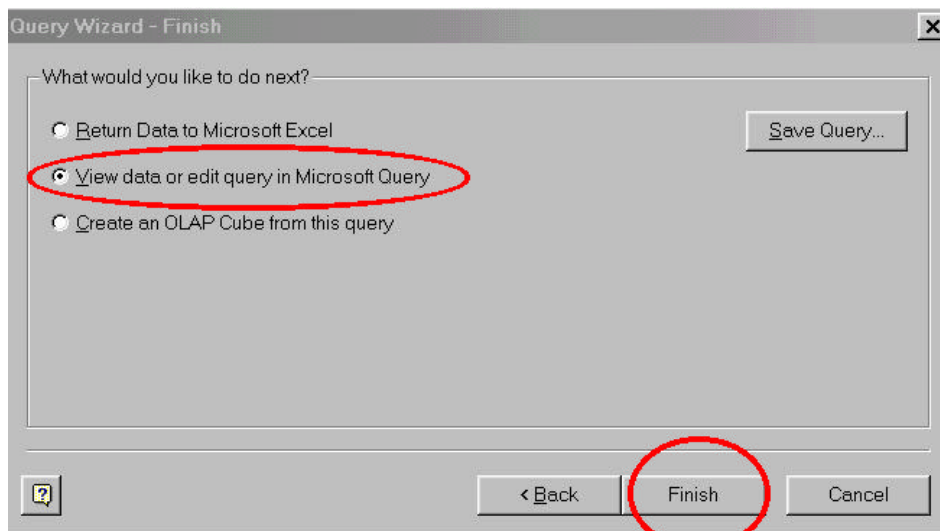 Query Wizard - Finish
What would you like to do next?
Return Data to Microsoft Excel
Save Query...
View data or edit query in Microsoft Query
Create an OLAP Cube from this query
< Back
Finish
Cancel